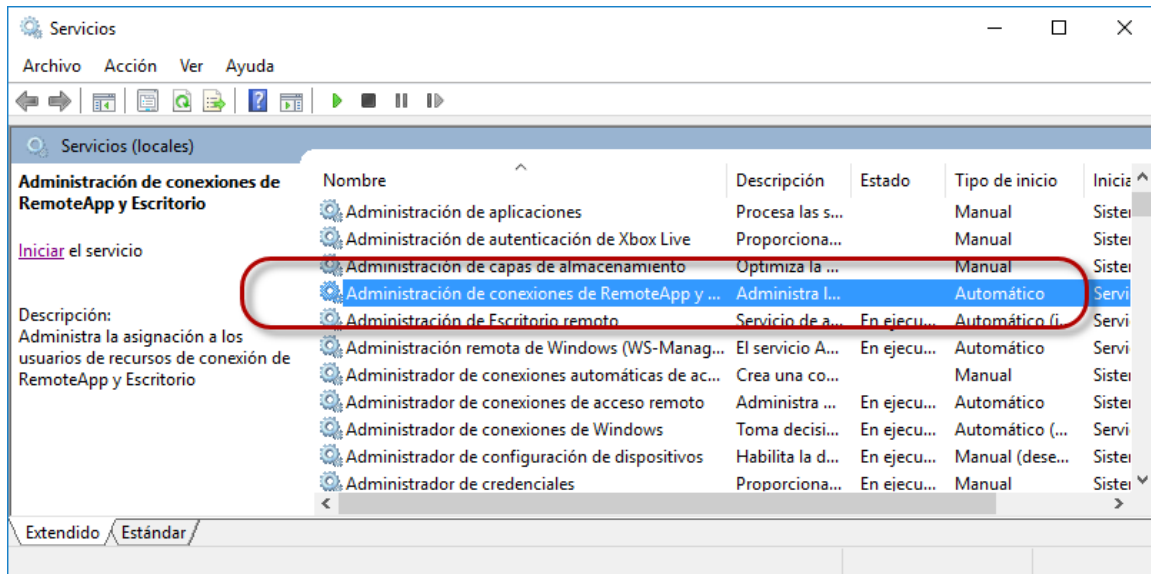 Servicios
Archivo Acción Ver Ayuda
Servicios (locales)
Administración de conexiones de
RemoteApp y Escritorio
Iniciar el servicio
Descripción:
Administra la asignación a los
usuarios de recursos de conexión de
RemoteApp y Escritorio
Nombre Descripción Estado Tipo de inicio Inicia
Administración de aplicaciones Procesa las s... Manual Sister
Administración de autenticación de Xbox Live Proporciona... Manual Sister
Administración de capas de almacenamiento Optimiza la ... Manual Sister
Administración de conexiones de RemoteApp y ... Administra l... Automático Servi
Administración de Escritorio remoto Servicio de a... En ejecu... Automático (i... Servi
Administración remota de Windows (WS-Manag... El servicio A... En ejecu... Automático Servi
Administrador de conexiones automáticas de ac... Crea una co... Manual Sister
Administrador de conexiones de acceso remoto Administra ... En ejecu... Automático Sister
Administrador de conexiones de Windows Toma decisi... En ejecu... Automático (... Servi
Administrador de configuración de dispositivos Habilita la d... En ejecu... Manual (dese... Sister
Administrador de credenciales Proporciona... En ejecu... Manual Sister
Extendido Estándar